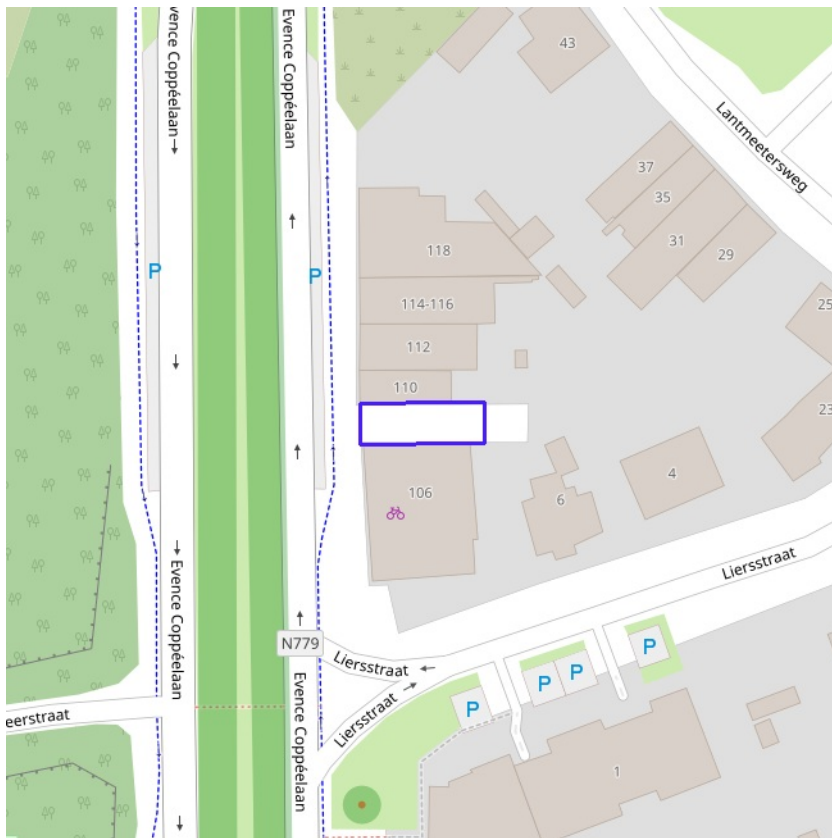 Evence Coppéelaan
Evence Coppéelaan
43
Lantmeetersweg
37
35
31
29
118
P
P
114-116
25
112
110
23
106
4
6
Liersstraat
Evence Coppéelaan
N779
Liersstraat
P
P
P
P
Evence Coppéelaan
eerstraat
Liersstraat
1